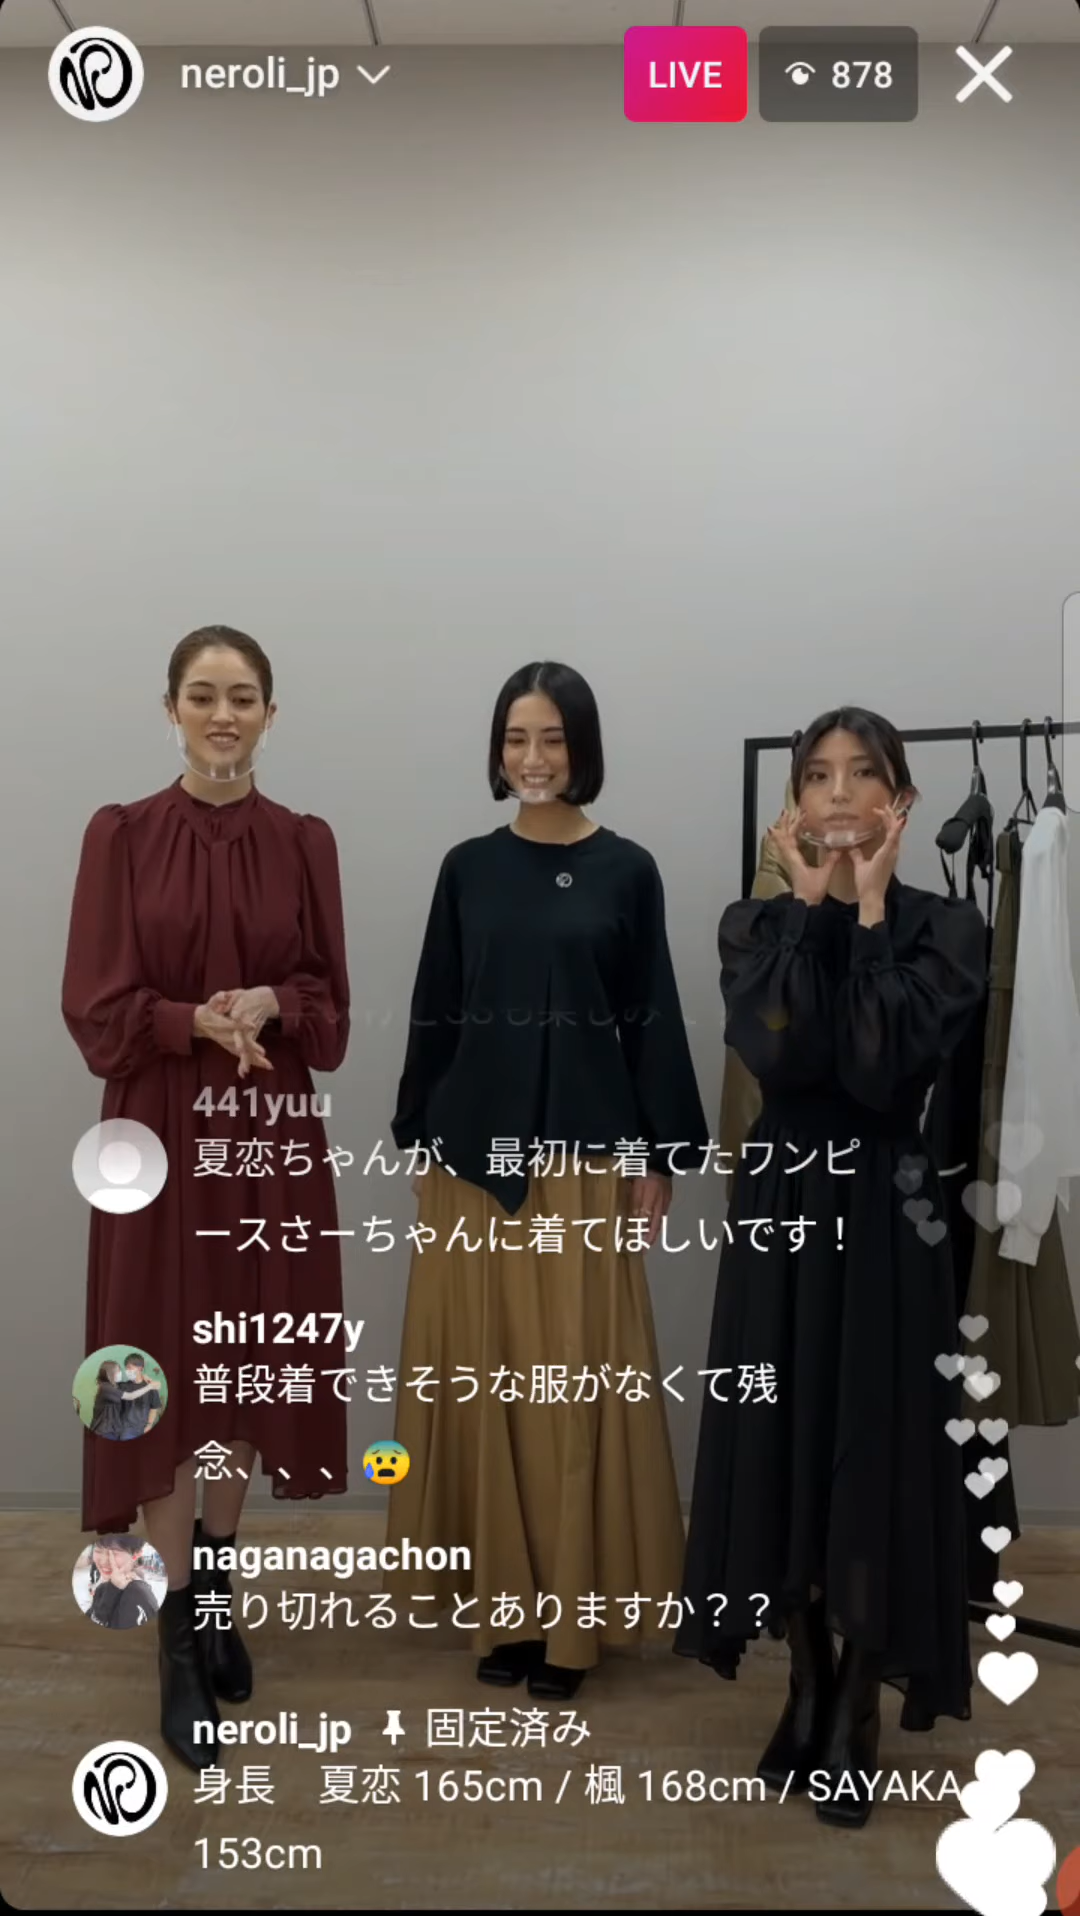 neroli_jp
LIVE
878
441yuu
夏恋ちゃんが、最初に着てたワンピ
ースさーちゃんに着てほしいです！
shi1247y
普段着できそうな服がなくて残
念、、、😰
naganagachon
売り切れることありますか？？
neroli_jp 固定済み
身長　夏恋 165cm / 楓 168cm / SAYAKA
153cm